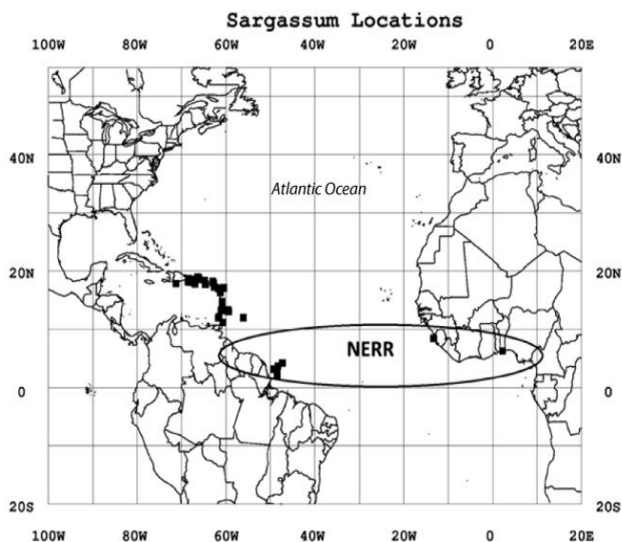 Sargassum Locations
100W 80W 60W 40W 20W 0 20E
40N 40N
Atlantic Ocean
20N 20N
NERR
0 0
20S 20S
100W 80W 60W 40W 20W 0 20E